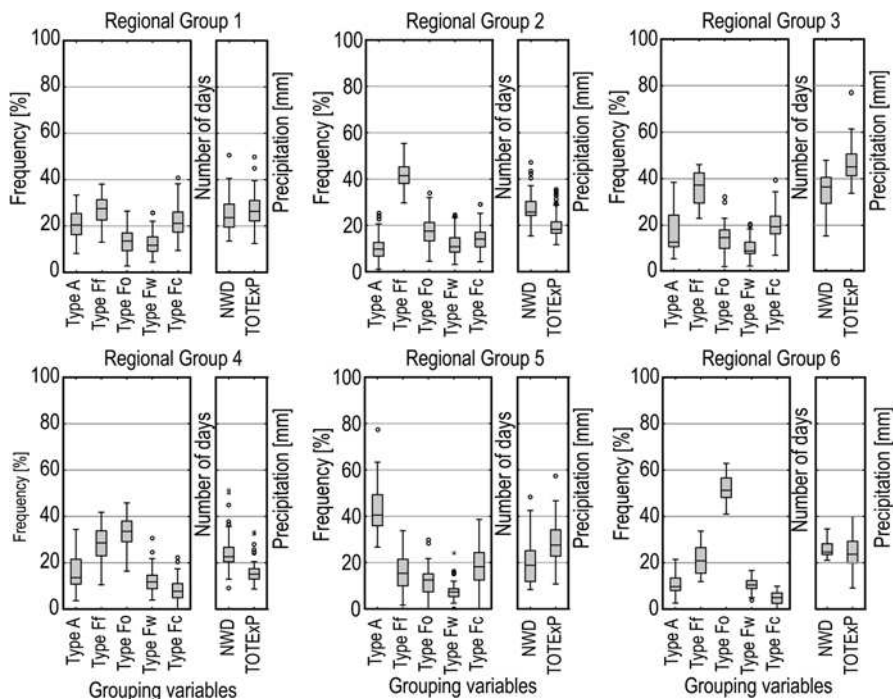 Regional Group 1
Frequency [%]
100
80
60
40
20
0
Type A
Type Ff
Type Fo
Type Fw
Type Fc
Number of days
Precipitation [mm]
NWD
TOTExP
Regional Group 2
Frequency [%]
100
80
60
40
20
0
Type A
Type Ff
Type Fo
Type Fw
Type Fc
Number of days
Precipitation [mm]
NWD
TOTExP
Regional Group 3
Frequency [%]
100
80
60
40
20
0
Type A
Type Ff
Type Fo
Type Fw
Type Fc
Number of days
Precipitation [mm]
NWD
TOTExP
Regional Group 4
Frequency [%]
100
80
60
40
20
0
Type A
Type Ff
Type Fo
Type Fw
Type Fc
Number of days
Precipitation [mm]
NWD
TOTExP
Grouping variables
Regional Group 5
Frequency [%]
100
80
60
40
20
0
Type A
Type Ff
Type Fo
Type Fw
Type Fc
Number of days
Precipitation [mm]
NWD
TOTExP
Grouping variables
Regional Group 6
Frequency [%]
100
80
60
40
20
0
Type A
Type Ff
Type Fo
Type Fw
Type Fc
Number of days
Precipitation [mm]
NWD
TOTExP
Grouping variables